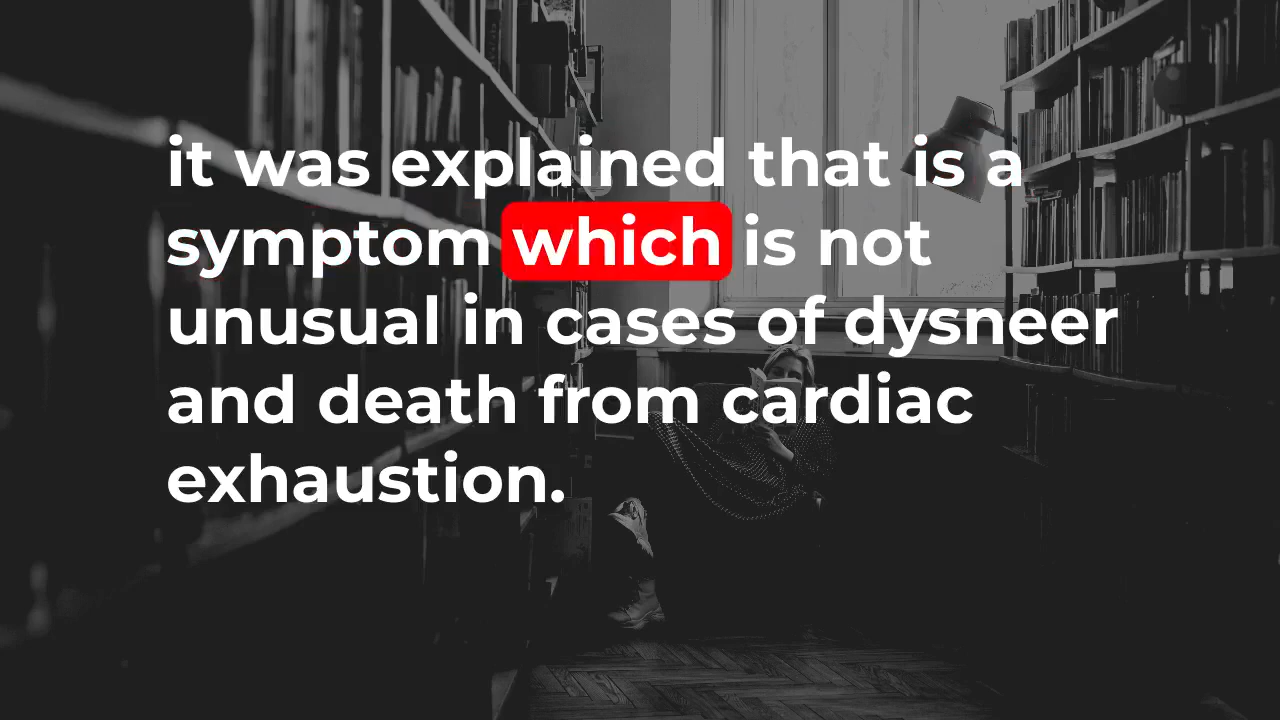 it was explained that is a
symptom which is not
unusual in cases of dysneer
and death from cardiac
exhaustion.